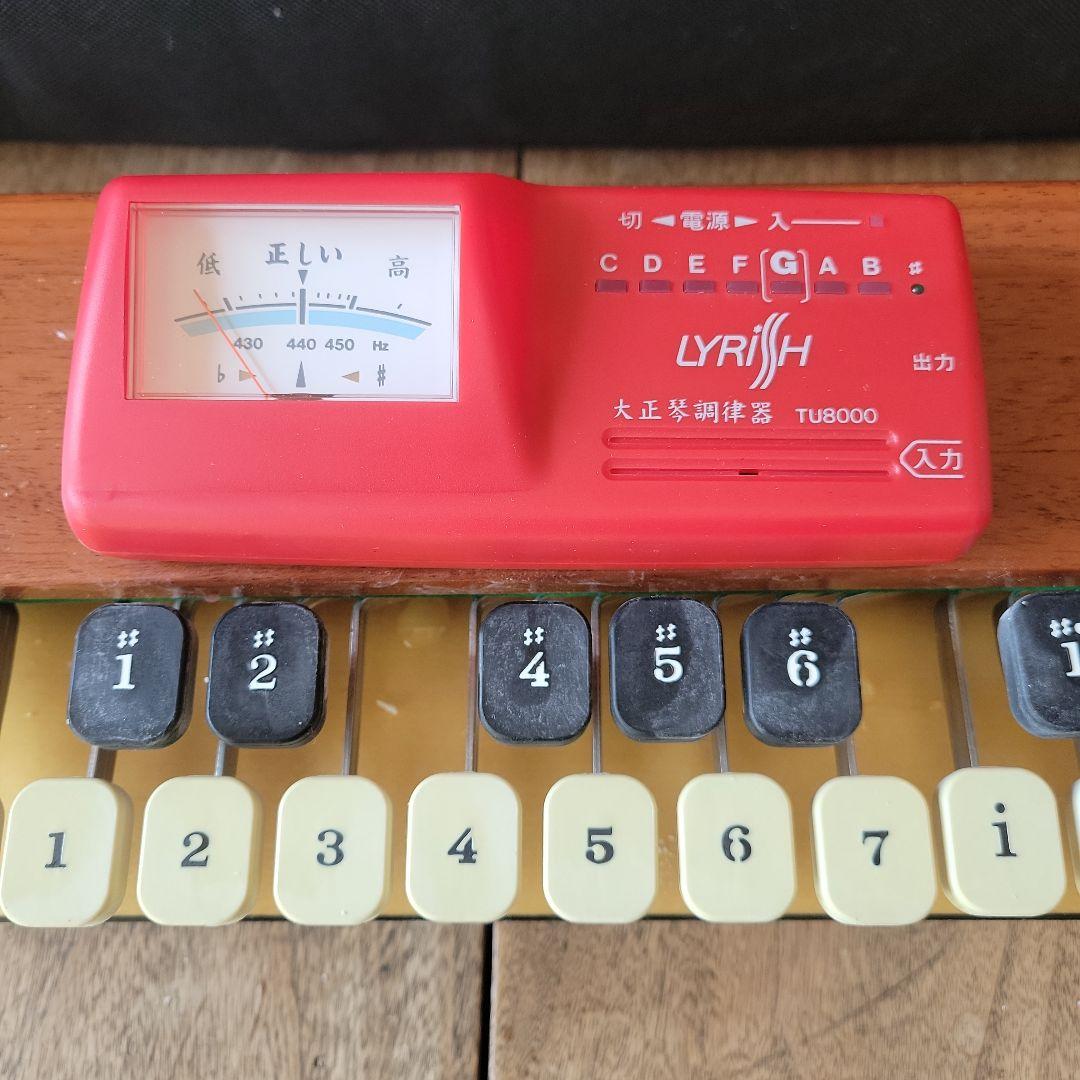 切 ◄ 電源 ► 入
低 正しい 高
C D E F [G] A B ♯
430 440 450 Hz
♭ ♯
LYRISH
出力
大正琴調律器 TU8000
入力
♯1 ♯2 ♯4 ♯5 ♯6
1 2 3 4 5 6 7 i